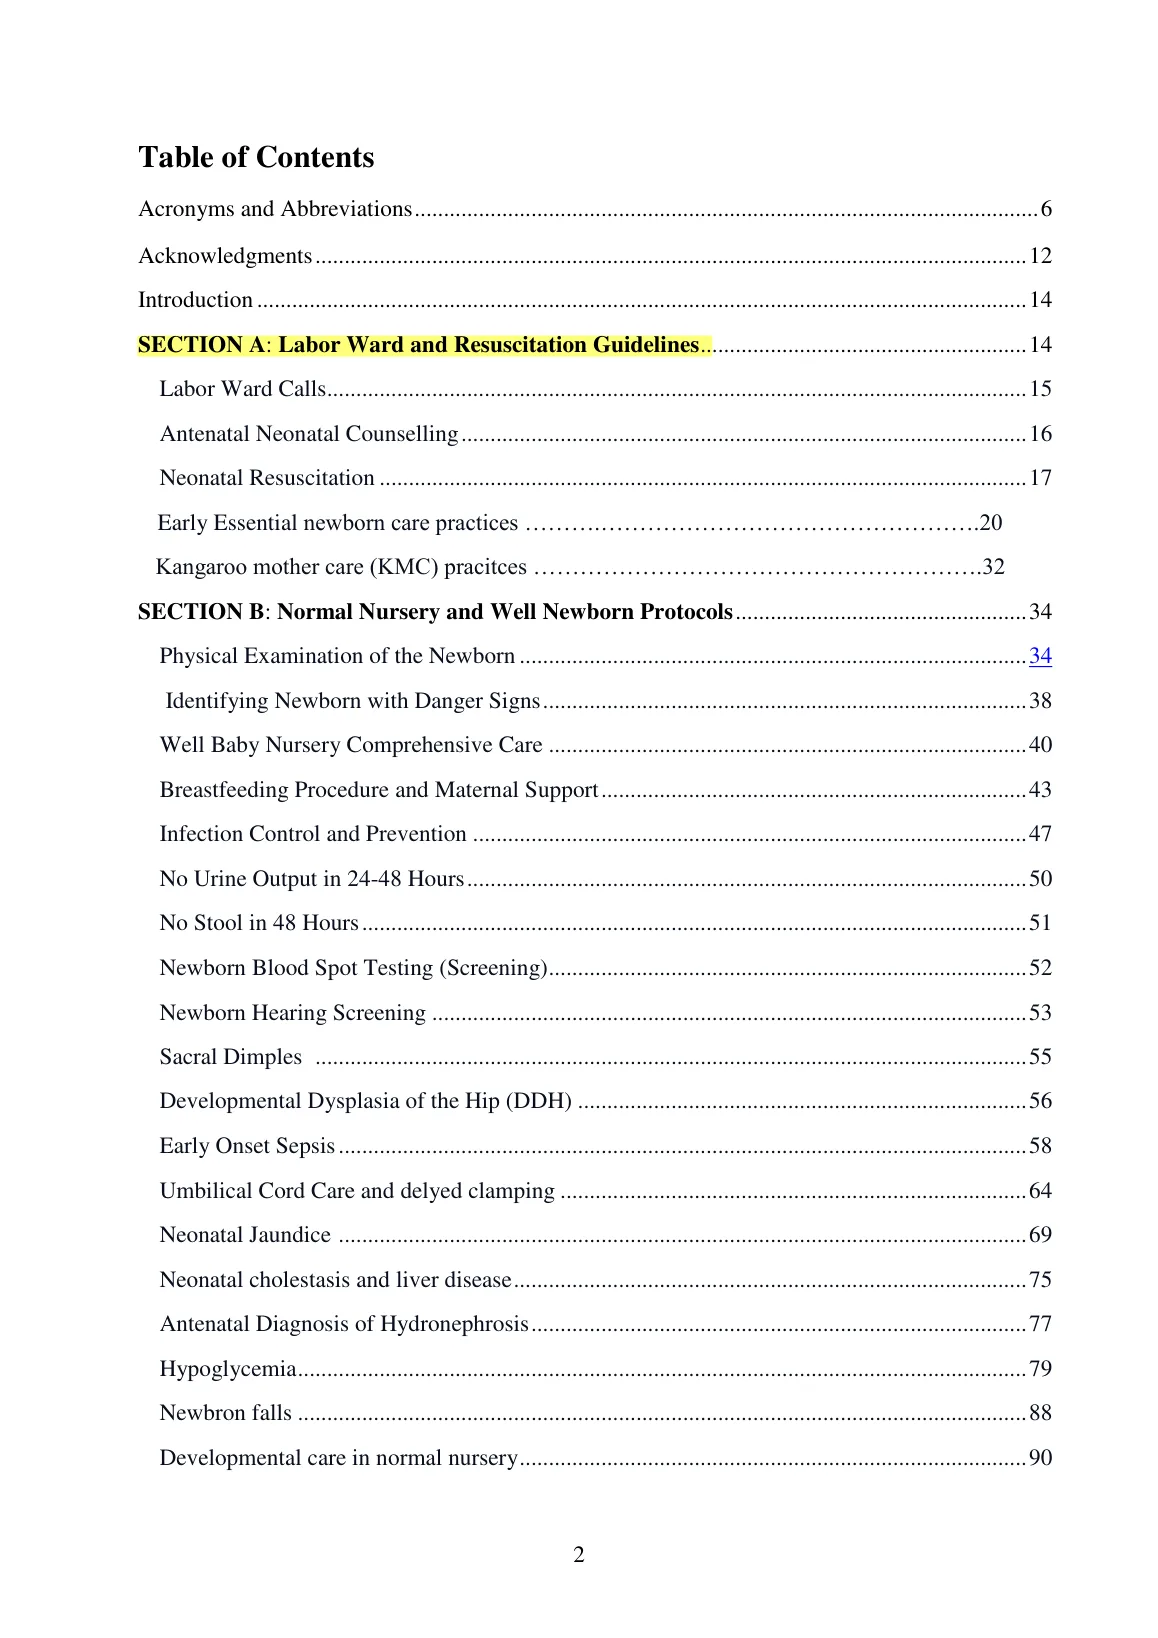 Table of Contents
Acronyms and Abbreviations............................................................................................................6
Acknowledgments..........................................................................................................................12
Introduction....................................................................................................................................14
SECTION A: Labor Ward and Resuscitation Guidelines........................................................14
Labor Ward Calls........................................................................................................................15
Antenatal Neonatal Counselling.................................................................................................16
Neonatal Resuscitation...............................................................................................................17
Early Essential newborn care practices ………………………………………………….20
Kangaroo mother care (KMC) pracitces ………………………………………………….32
SECTION B: Normal Nursery and Well Newborn Protocols..................................................34
Physical Examination of the Newborn.......................................................................................34
Identifying Newborn with Danger Signs...................................................................................38
Well Baby Nursery Comprehensive Care..................................................................................40
Breastfeeding Procedure and Maternal Support.........................................................................43
Infection Control and Prevention...............................................................................................47
No Urine Output in 24-48 Hours................................................................................................50
No Stool in 48 Hours..................................................................................................................51
Newborn Blood Spot Testing (Screening)..................................................................................52
Newborn Hearing Screening......................................................................................................53
Sacral Dimples..........................................................................................................................55
Developmental Dysplasia of the Hip (DDH).............................................................................56
Early Onset Sepsis......................................................................................................................58
Umbilical Cord Care and delyed clamping................................................................................64
Neonatal Jaundice......................................................................................................................69
Neonatal cholestasis and liver disease........................................................................................75
Antenatal Diagnosis of Hydronephrosis.....................................................................................77
Hypoglycemia............................................................................................................................79
Newbron falls.............................................................................................................................88
Developmental care in normal nursery.......................................................................................90
2